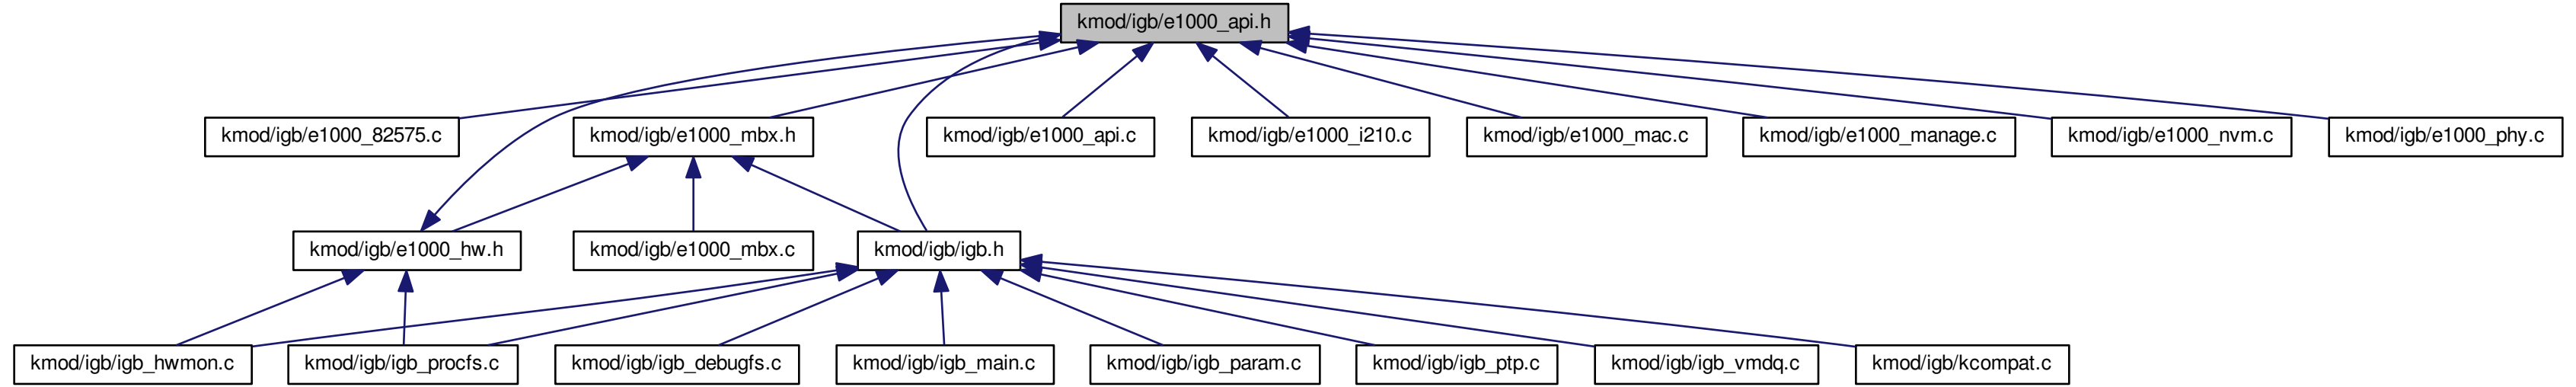 kmod/igb/e1000_api.h
kmod/igb/e1000_82575.c
kmod/igb/e1000_mbx.h
kmod/igb/e1000_api.c
kmod/igb/e1000_i210.c
kmod/igb/e1000_mac.c
kmod/igb/e1000_manage.c
kmod/igb/e1000_nvm.c
kmod/igb/e1000_phy.c
kmod/igb/e1000_hw.h
kmod/igb/e1000_mbx.c
kmod/igb/igb.h
kmod/igb/igb_hwmon.c
kmod/igb/igb_procfs.c
kmod/igb/igb_debugfs.c
kmod/igb/igb_main.c
kmod/igb/igb_param.c
kmod/igb/igb_ptp.c
kmod/igb/igb_vmdq.c
kmod/igb/kcompat.c